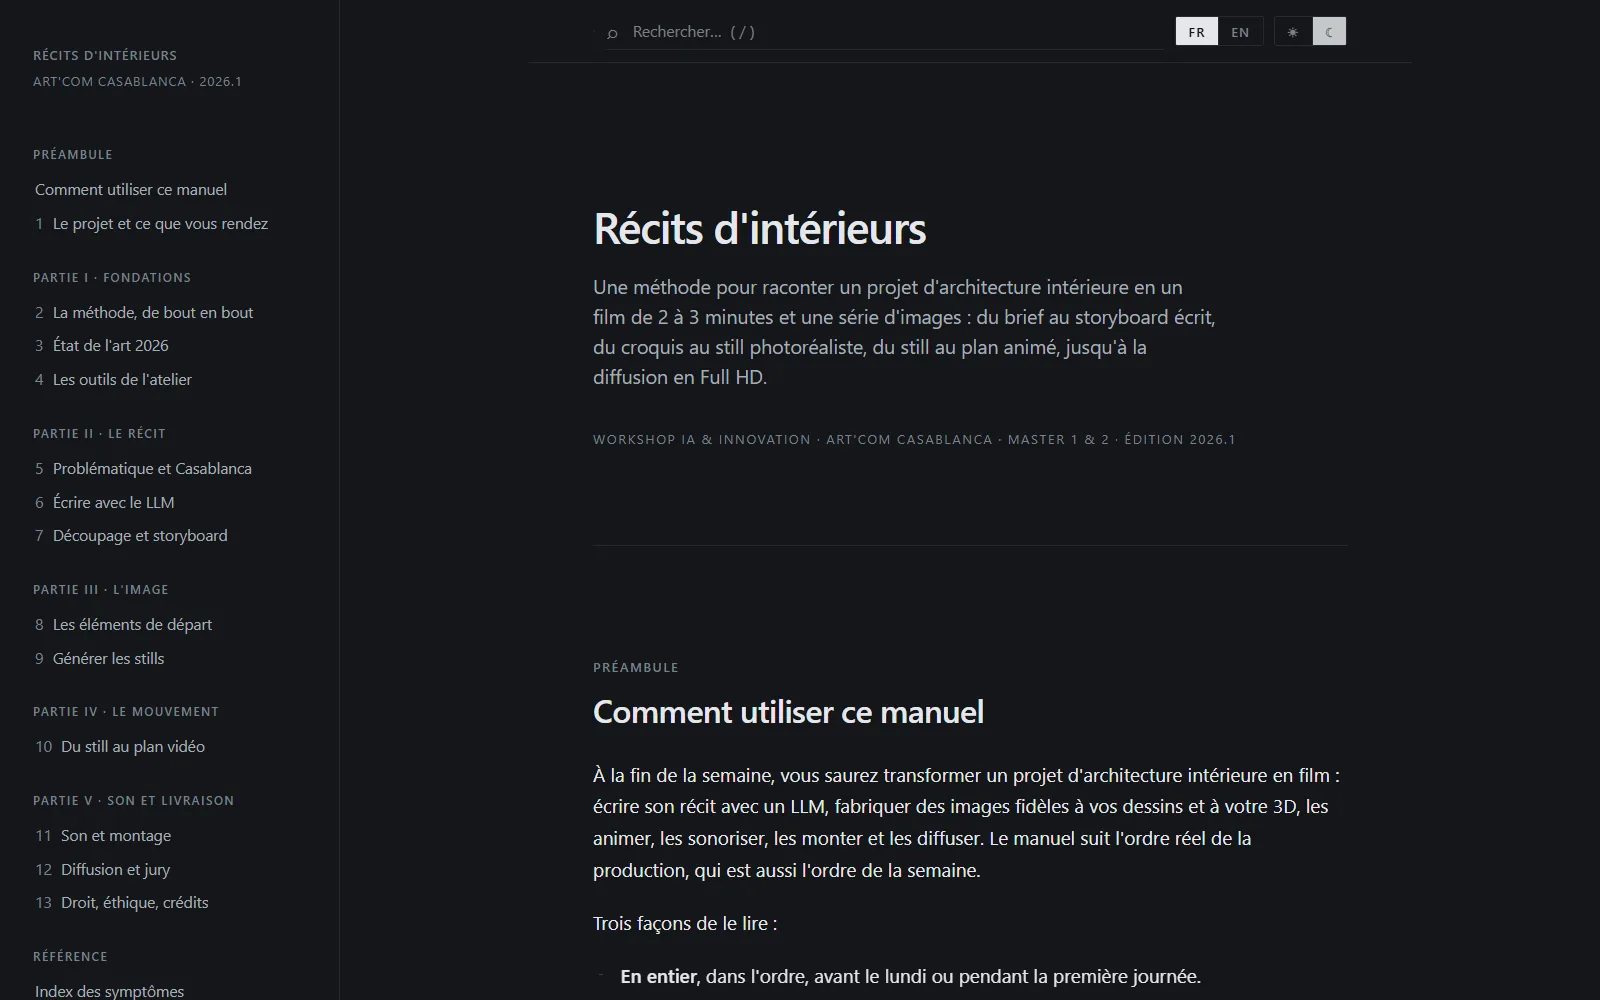 RÉCITS D'INTÉRIEURS
ART'COM CASABLANCA · 2026.1
PRÉAMBULE
Comment utiliser ce manuel
1 Le projet et ce que vous rendez
PARTIE I · FONDATIONS
2 La méthode, de bout en bout
3 État de l'art 2026
4 Les outils de l'atelier
PARTIE II · LE RÉCIT
5 Problématique et Casablanca
6 Écrire avec le LLM
7 Découpage et storyboard
PARTIE III · L'IMAGE
8 Les éléments de départ
9 Générer les stills
PARTIE IV · LE MOUVEMENT
10 Du still au plan vidéo
PARTIE V · SON ET LIVRAISON
11 Son et montage
12 Diffusion et jury
13 Droit, éthique, crédits
RÉFÉRENCE
Index des symptômes
Rechercher... (/)
FR EN
Récits d'intérieurs
Une méthode pour raconter un projet d'architecture intérieure en un
film de 2 à 3 minutes et une série d'images : du brief au storyboard écrit,
du croquis au still photoréaliste, du still au plan animé, jusqu'à la
diffusion en Full HD.
WORKSHOP IA & INNOVATION · ART'COM CASABLANCA · MASTER 1 & 2 · ÉDITION 2026.1
PRÉAMBULE
Comment utiliser ce manuel
À la fin de la semaine, vous saurez transformer un projet d'architecture intérieure en film :
écrire son récit avec un LLM, fabriquer des images fidèles à vos dessins et à votre 3D, les
animer, les sonoriser, les monter et les diffuser. Le manuel suit l'ordre réel de la
production, qui est aussi l'ordre de la semaine.
Trois façons de le lire :
En entier, dans l'ordre, avant le lundi ou pendant la première journée.